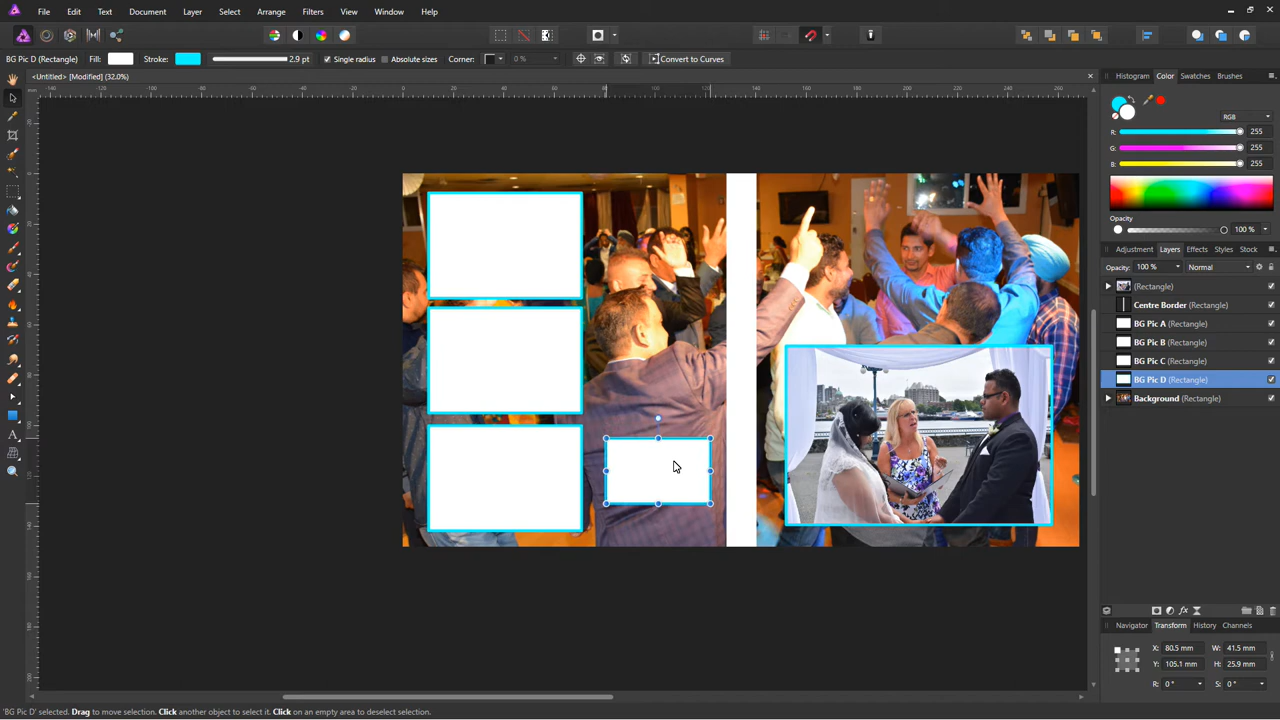 File Edit Text Document Layer Select Arrange Filters View Window Help
BG Pic D (Rectangle) Fill: Stroke: 2.9 pt Single radius Absolute sizes Corner: 0 % Convert to Curves
<Untitled> [Modified] (32.0%)
Histogram Color Swatches Brushes
RGB
R: 255
G: 255
B: 255
Opacity
100 %
Adjustment Layers Effects Styles Stock
Opacity: 100 % Normal
(Rectangle)
Centre Border (Rectangle)
BG Pic A (Rectangle)
BG Pic B (Rectangle)
BG Pic C (Rectangle)
BG Pic D (Rectangle)
Background (Rectangle)
Navigator Transform History Channels
X: 80.5 mm W: 41.5 mm
Y: 105.1 mm H: 25.9 mm
R: 0 ° S: 0 °
'BG Pic D' selected. Drag to move selection. Click another object to select it. Click on an empty area to deselect selection.